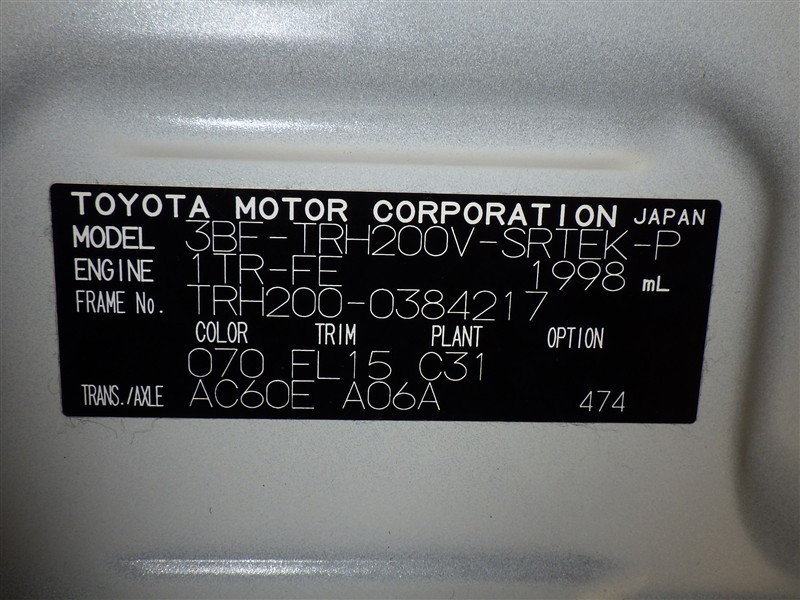 TOYOTA MOTOR CORPORATION JAPAN
MODEL 3BF-TRH200V-SRTEK-P
ENGINE 1TR-FE 1998 mL
FRAME No. TRH200-0384217
COLOR TRIM PLANT OPTION
070 FL15 C31
TRANS./AXLE AC60E A06A 474